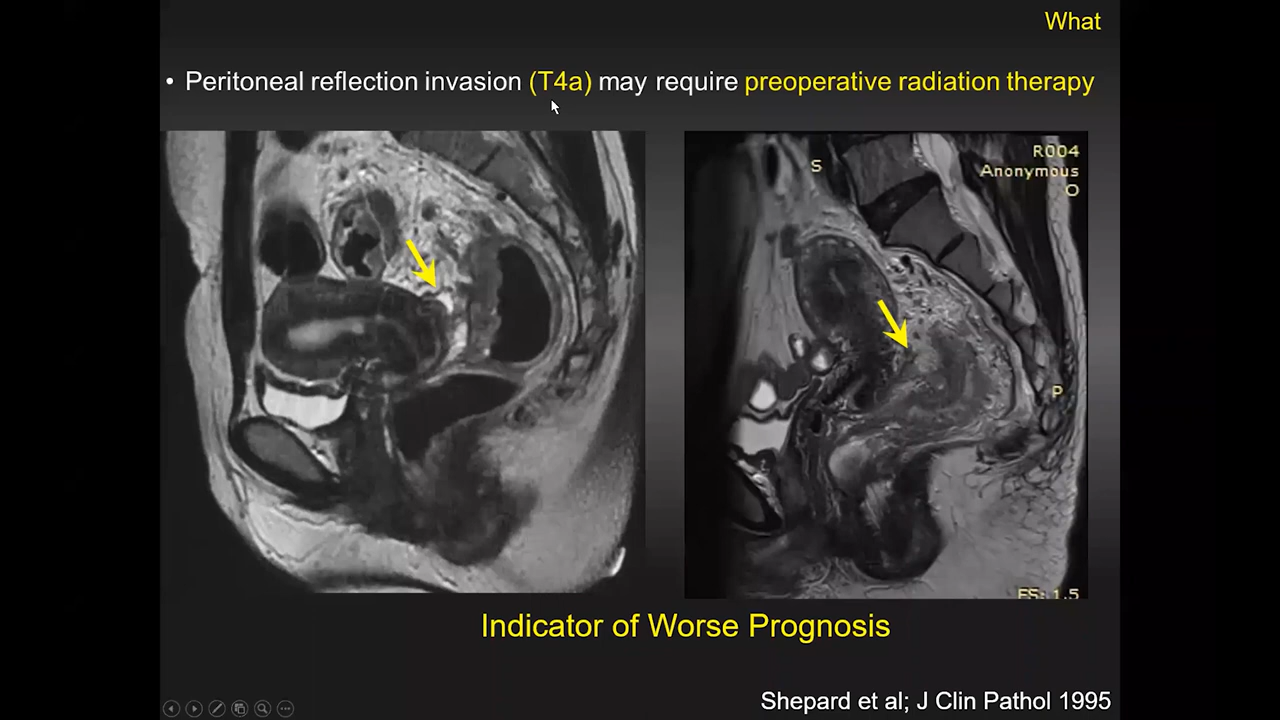 What
• Peritoneal reflection invasion (T4a) may require preoperative radiation therapy
S
R004
Anonymous
O
P
FS: 1.5
Indicator of Worse Prognosis
Shepard et al; J Clin Pathol 1995